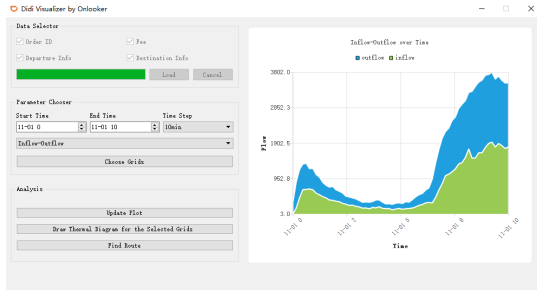 Didi Visualizer by Onlooker
Data Selector
Order ID
Fee
Departure Info
Destination Info
Load
Cancel
Parameter Chooser
Start Time
End Time
Time Step
11-01 0
11-01 10
10min
Inflow-Outflow
Choose Grids
Analysis
Update Plot
Draw Thermal Diagram for the Selected Grids
Find Route
Inflow-Outflow over Time
outflow
inflow
3802.0
2852.3
1902.5
952.8
3.0
Flow
11-01 0
11-01 2
11-01 5
11-01 8
11-01 10
Time